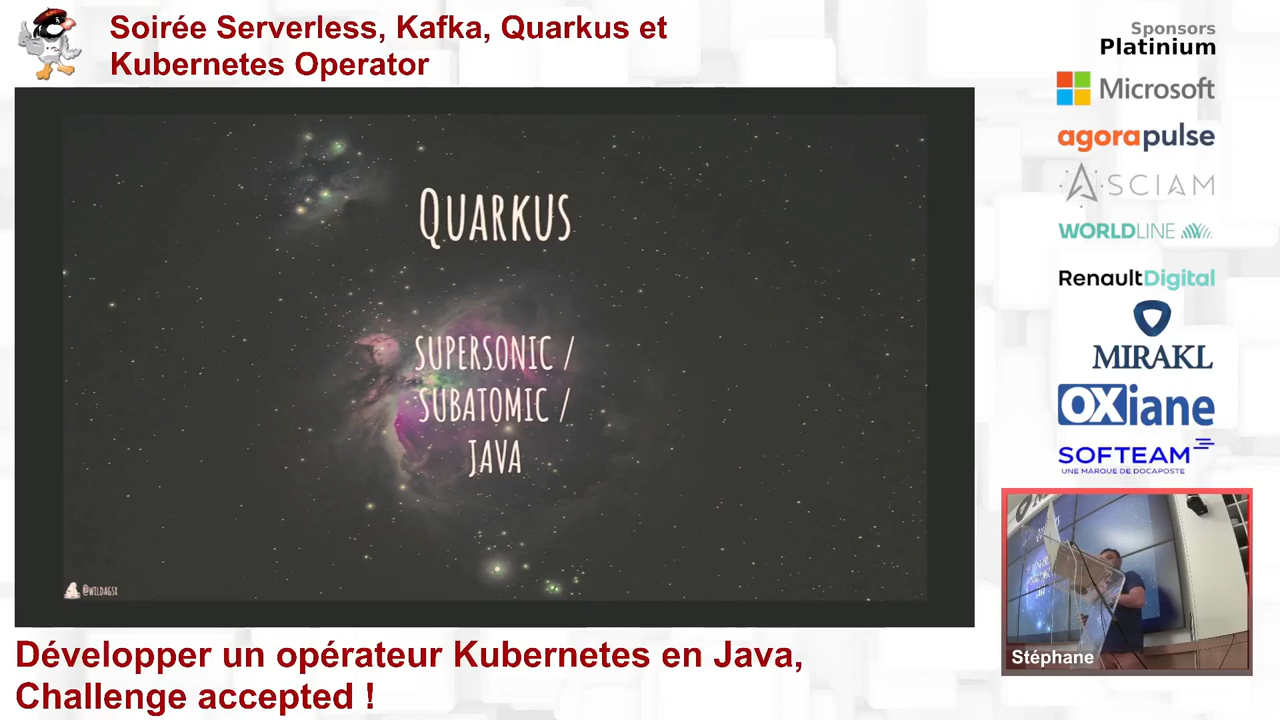 Soirée Serverless, Kafka, Quarkus et
Kubernetes Operator
Sponsors
Platinium
Microsoft
agorapulse
ASCIAM
WORLDLINE
RenaultDigital
MIRAKL
OXiane
SOFTEAM
UNE MARQUE DE DOCAPOSTE
QUARKUS
SUPERSONIC /
SUBATOMIC /
JAVA
@WILDAGSX
Stéphane
Développer un opérateur Kubernetes en Java,
Challenge accepted !